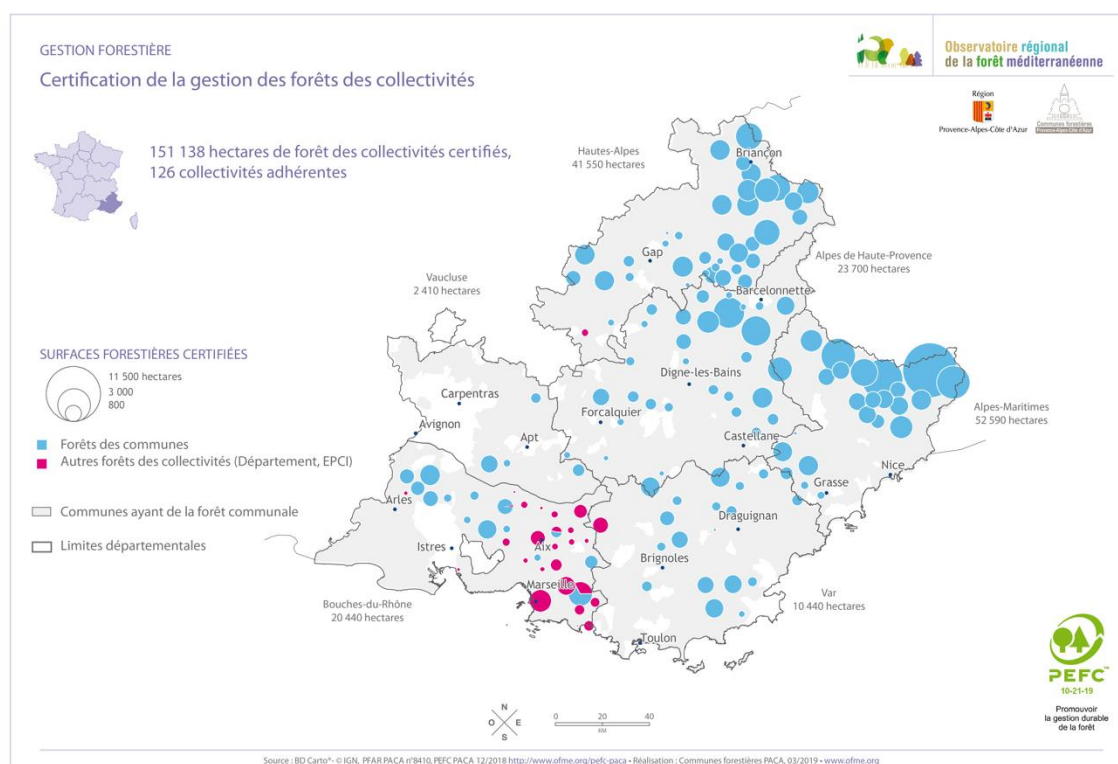 GESTION FORESTIÈRE
Certification de la gestion des forêts des collectivités
Observatoire régional
de la forêt méditerranéenne
Région
Provence-Alpes-Côte d'Azur
Communes forestières
Provence-Alpes-Côte d'Azur
151 138 hectares de forêt des collectivités certifiés,
126 collectivités adhérentes
Hautes-Alpes
41 550 hectares
Briançon
Gap
Alpes de Haute-Provence
23 700 hectares
Vaucluse
2 410 hectares
Barcelonnette
SURFACES FORESTIÈRES CERTIFIÉES
11 500 hectares
3 000
800
Forêts des communes
Autres forêts des collectivités (Département, EPCI)
Communes ayant de la forêt communale
Limites départementales
Digne-les-Bains
Carpentras
Forcalquier
Avignon
Apt
Castellane
Alpes-Maritimes
52 590 hectares
Nice
Grasse
Arles
Draguignan
Istres
Aix
Brignoles
Marseille
Bouches-du-Rhône
20 440 hectares
Var
10 440 hectares
Toulon
PEFC™
10-21-19
Promouvoir
la gestion durable
de la forêt
N
O E
S
0 20 40
KM
Source : BD Carto®- © IGN, PFAR PACA n°8410, PEFC PACA 12/2018 http://www.ofme.org/pefc-paca • Réalisation : Communes forestières PACA, 03/2019 • www.ofme.org